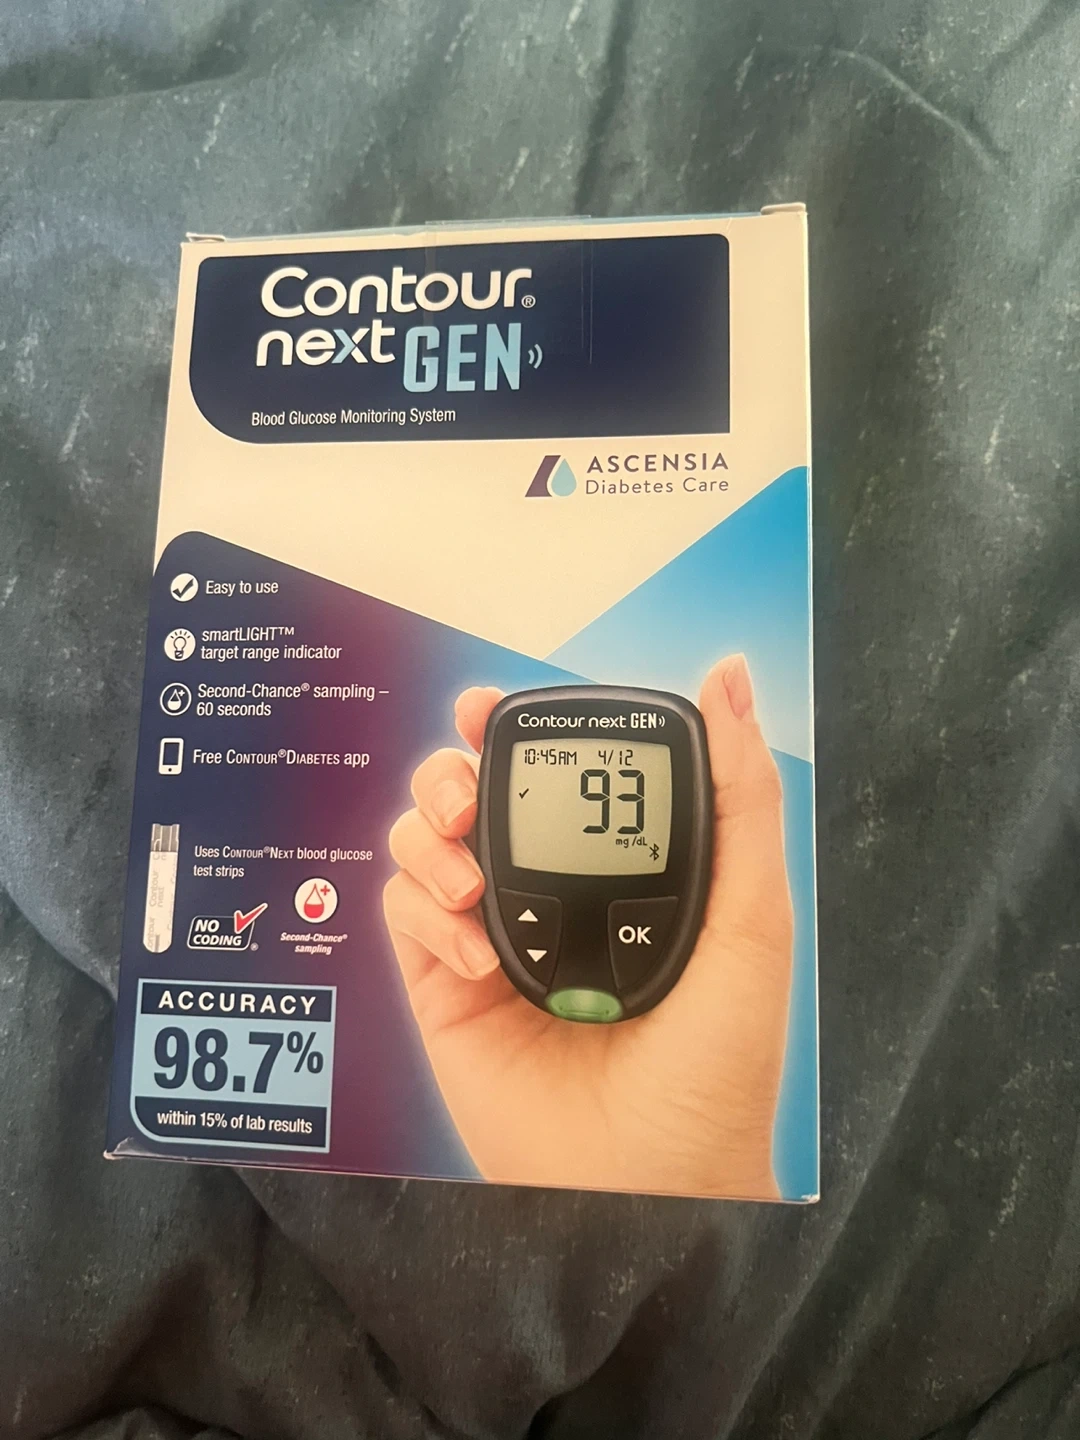 Contour®
next GEN
Blood Glucose Monitoring System
ASCENSIA
Diabetes Care
Easy to use
smartLIGHT™
target range indicator
Second-Chance® sampling –
60 seconds
Free CONTOUR®DIABETES app
Uses CONTOUR®NEXT blood glucose
test strips
Contour
next
NO
CODING®
Second-Chance®
sampling
ACCURACY
98.7%
within 15% of lab results
Contour next GEN
10:45AM 4/12
93
mg/dL
OK